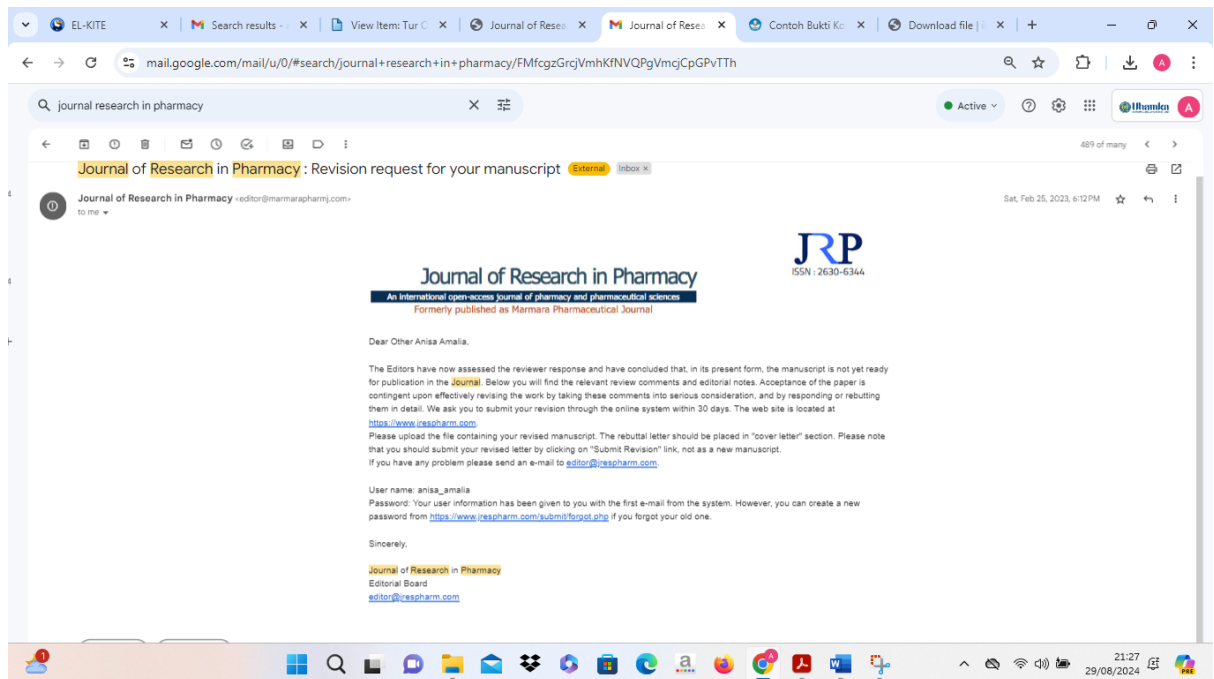 EL-KITE
Search results -
View Item: Tur C
Journal of Resea
Journal of Resea
Contoh Bukti Ko
Download file |
mail.google.com/mail/u/0/#search/journal+research+in+pharmacy/FMfcgzGrcjVmhKfNVQPgVmcjCpGPvTTh
A
journal research in pharmacy
Active
Uhamka
A
489 of many
Journal of Research in Pharmacy : Revision request for your manuscript External Inbox x
Journal of Research in Pharmacy <editor@marmarapharmj.com>
Sat, Feb 25, 2023, 6:12 PM
to me
JRP
ISSN : 2630-6344
Journal of Research in Pharmacy
An international open-access journal of pharmacy and pharmaceutical sciences
Formerly published as Marmara Pharmaceutical Journal
Dear Other Anisa Amalia,
The Editors have now assessed the reviewer response and have concluded that, in its present form, the manuscript is not yet ready
for publication in the Journal. Below you will find the relevant review comments and editorial notes. Acceptance of the paper is
contingent upon effectively revising the work by taking these comments into serious consideration, and by responding or rebutting
them in detail. We ask you to submit your revision through the online system within 30 days. The web site is located at
https://www.jrespharm.com.
Please upload the file containing your revised manuscript. The rebuttal letter should be placed in "cover letter" section. Please note
that you should submit your revised letter by clicking on "Submit Revision" link, not as a new manuscript.
If you have any problem please send an e-mail to editor@jrespharm.com.
User name: anisa_amalia
Password: Your user information has been given to you with the first e-mail from the system. However, you can create a new
password from https://www.jrespharm.com/submit/forgot.php if you forgot your old one.
Sincerely,
Journal of Research in Pharmacy
Editorial Board
editor@jrespharm.com
1
a
W
21:27
29/08/2024
PRE